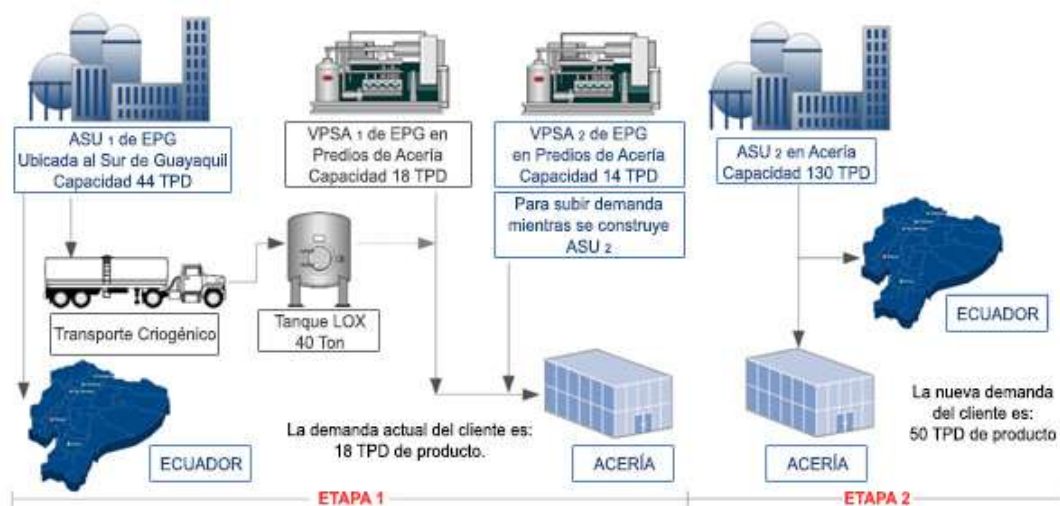 ASU 1 de EPG
Ubicada al Sur de Guayaquil
Capacidad 44 TPD
VPSA 1 de EPG en
Predios de Acería
Capacidad 18 TPD
VPSA 2 de EPG
en Predios de Acería
Capacidad 14 TPD
Para subir demanda
mientras se construye
ASU 2
ASU 2 en Acería
Capacidad 130 TPD
Transporte Criogénico
Tanque LOX
40 Ton
ECUADOR
La demanda actual del cliente es:
18 TPD de producto.
ACERÍA
ECUADOR
ACERÍA
La nueva demanda
del cliente es:
50 TPD de producto
ETAPA 1
ETAPA 2